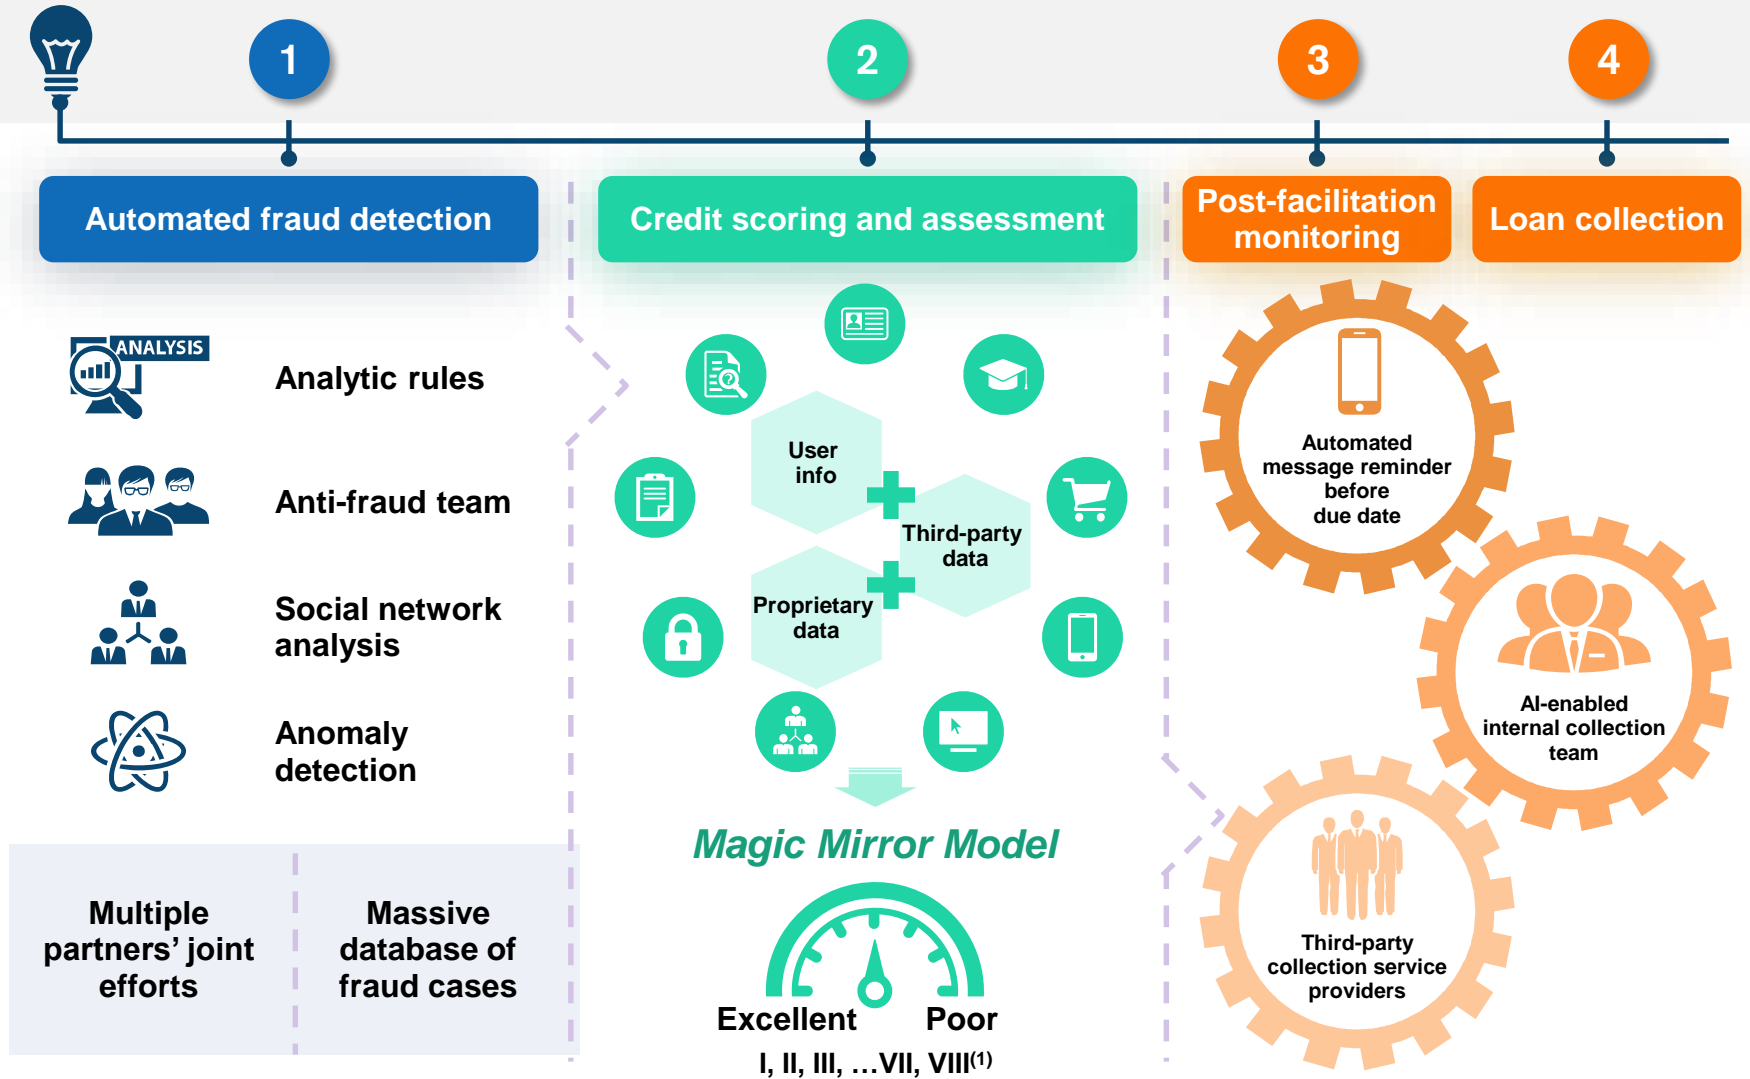 1
2
3
4
Automated fraud detection
Credit scoring and assessment
Post-facilitation
monitoring
Loan collection
ANALYSIS
Analytic rules
Anti-fraud team
Social network
analysis
Anomaly
detection
Multiple
partners’ joint
efforts
Massive
database of
fraud cases
User
info
Third-party
data
Proprietary
data
Magic Mirror Model
Excellent
Poor
I, II, III, …VII, VIII(1)
Automated
message reminder
before
due date
AI-enabled
internal collection
team
Third-party
collection service
providers